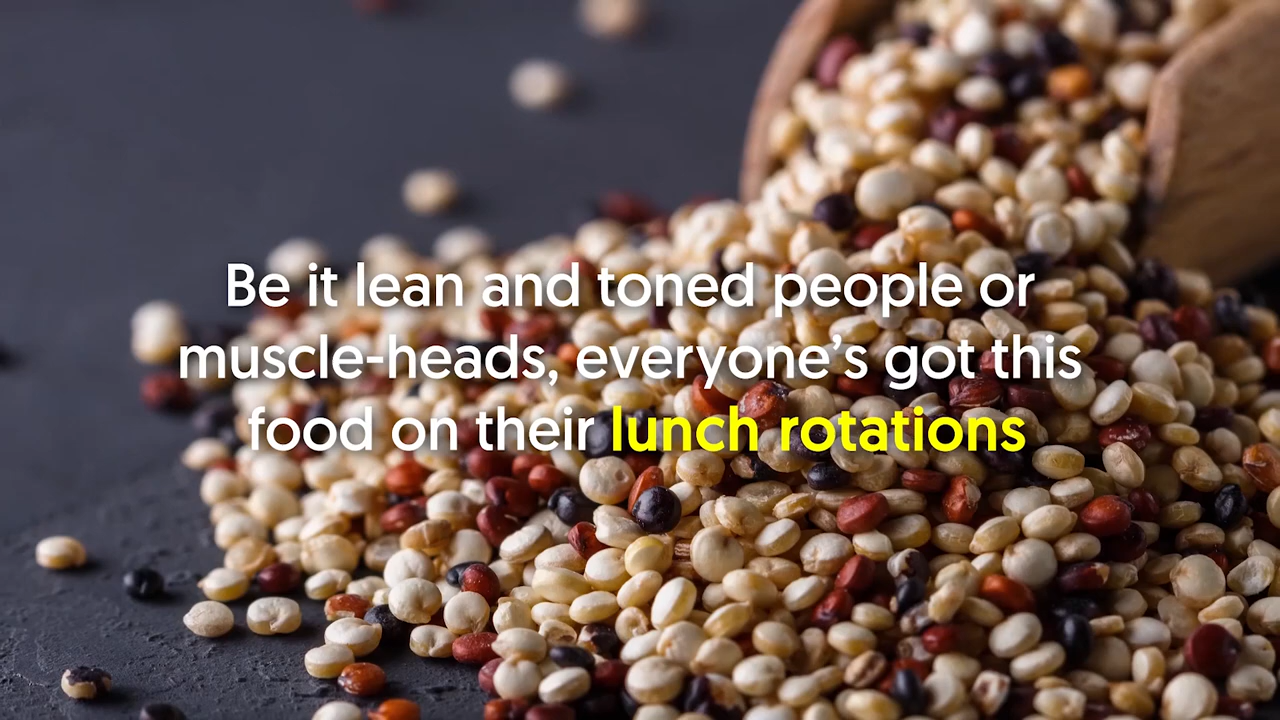 Be it lean and toned people or
muscle-heads, everyone’s got this
food on their lunch rotations